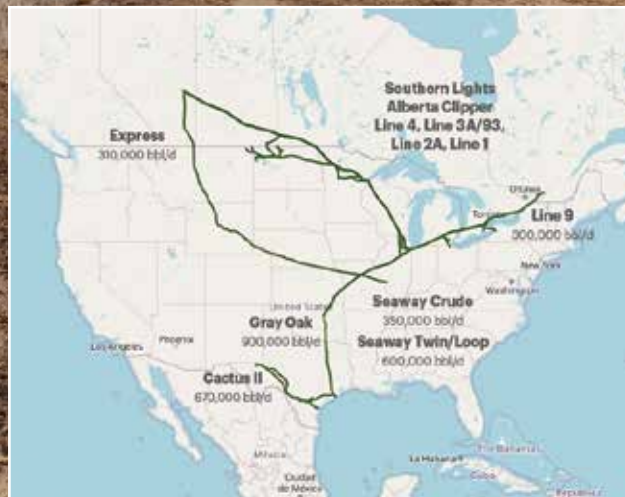 Southern Lights
Alberta Clipper
Line 4, Line 3A/93,
Line 2A, Line 1
Express
310,000 bbl/d
Ottawa
Toronto
Line 9
300,000 bbl/d
New York
Washington
United States
Seaway Crude
350,000 bbl/d
Gray Oak
900,000 bbl/d
Seaway Twin/Loop
600,000 bbl/d
Los Angeles
Phoenix
Cactus II
670,000 bbl/d
México
Ciudad
de México
La Habana
The Bahamas
Cuba
República